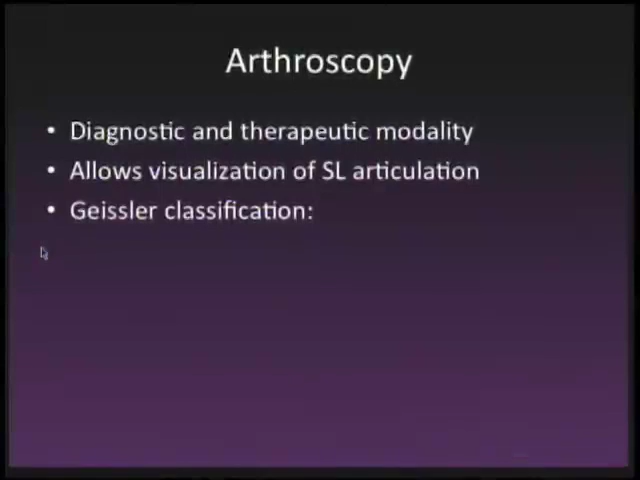 Arthroscopy
• Diagnostic and therapeutic modality
• Allows visualization of SL articulation
• Geissler classification: